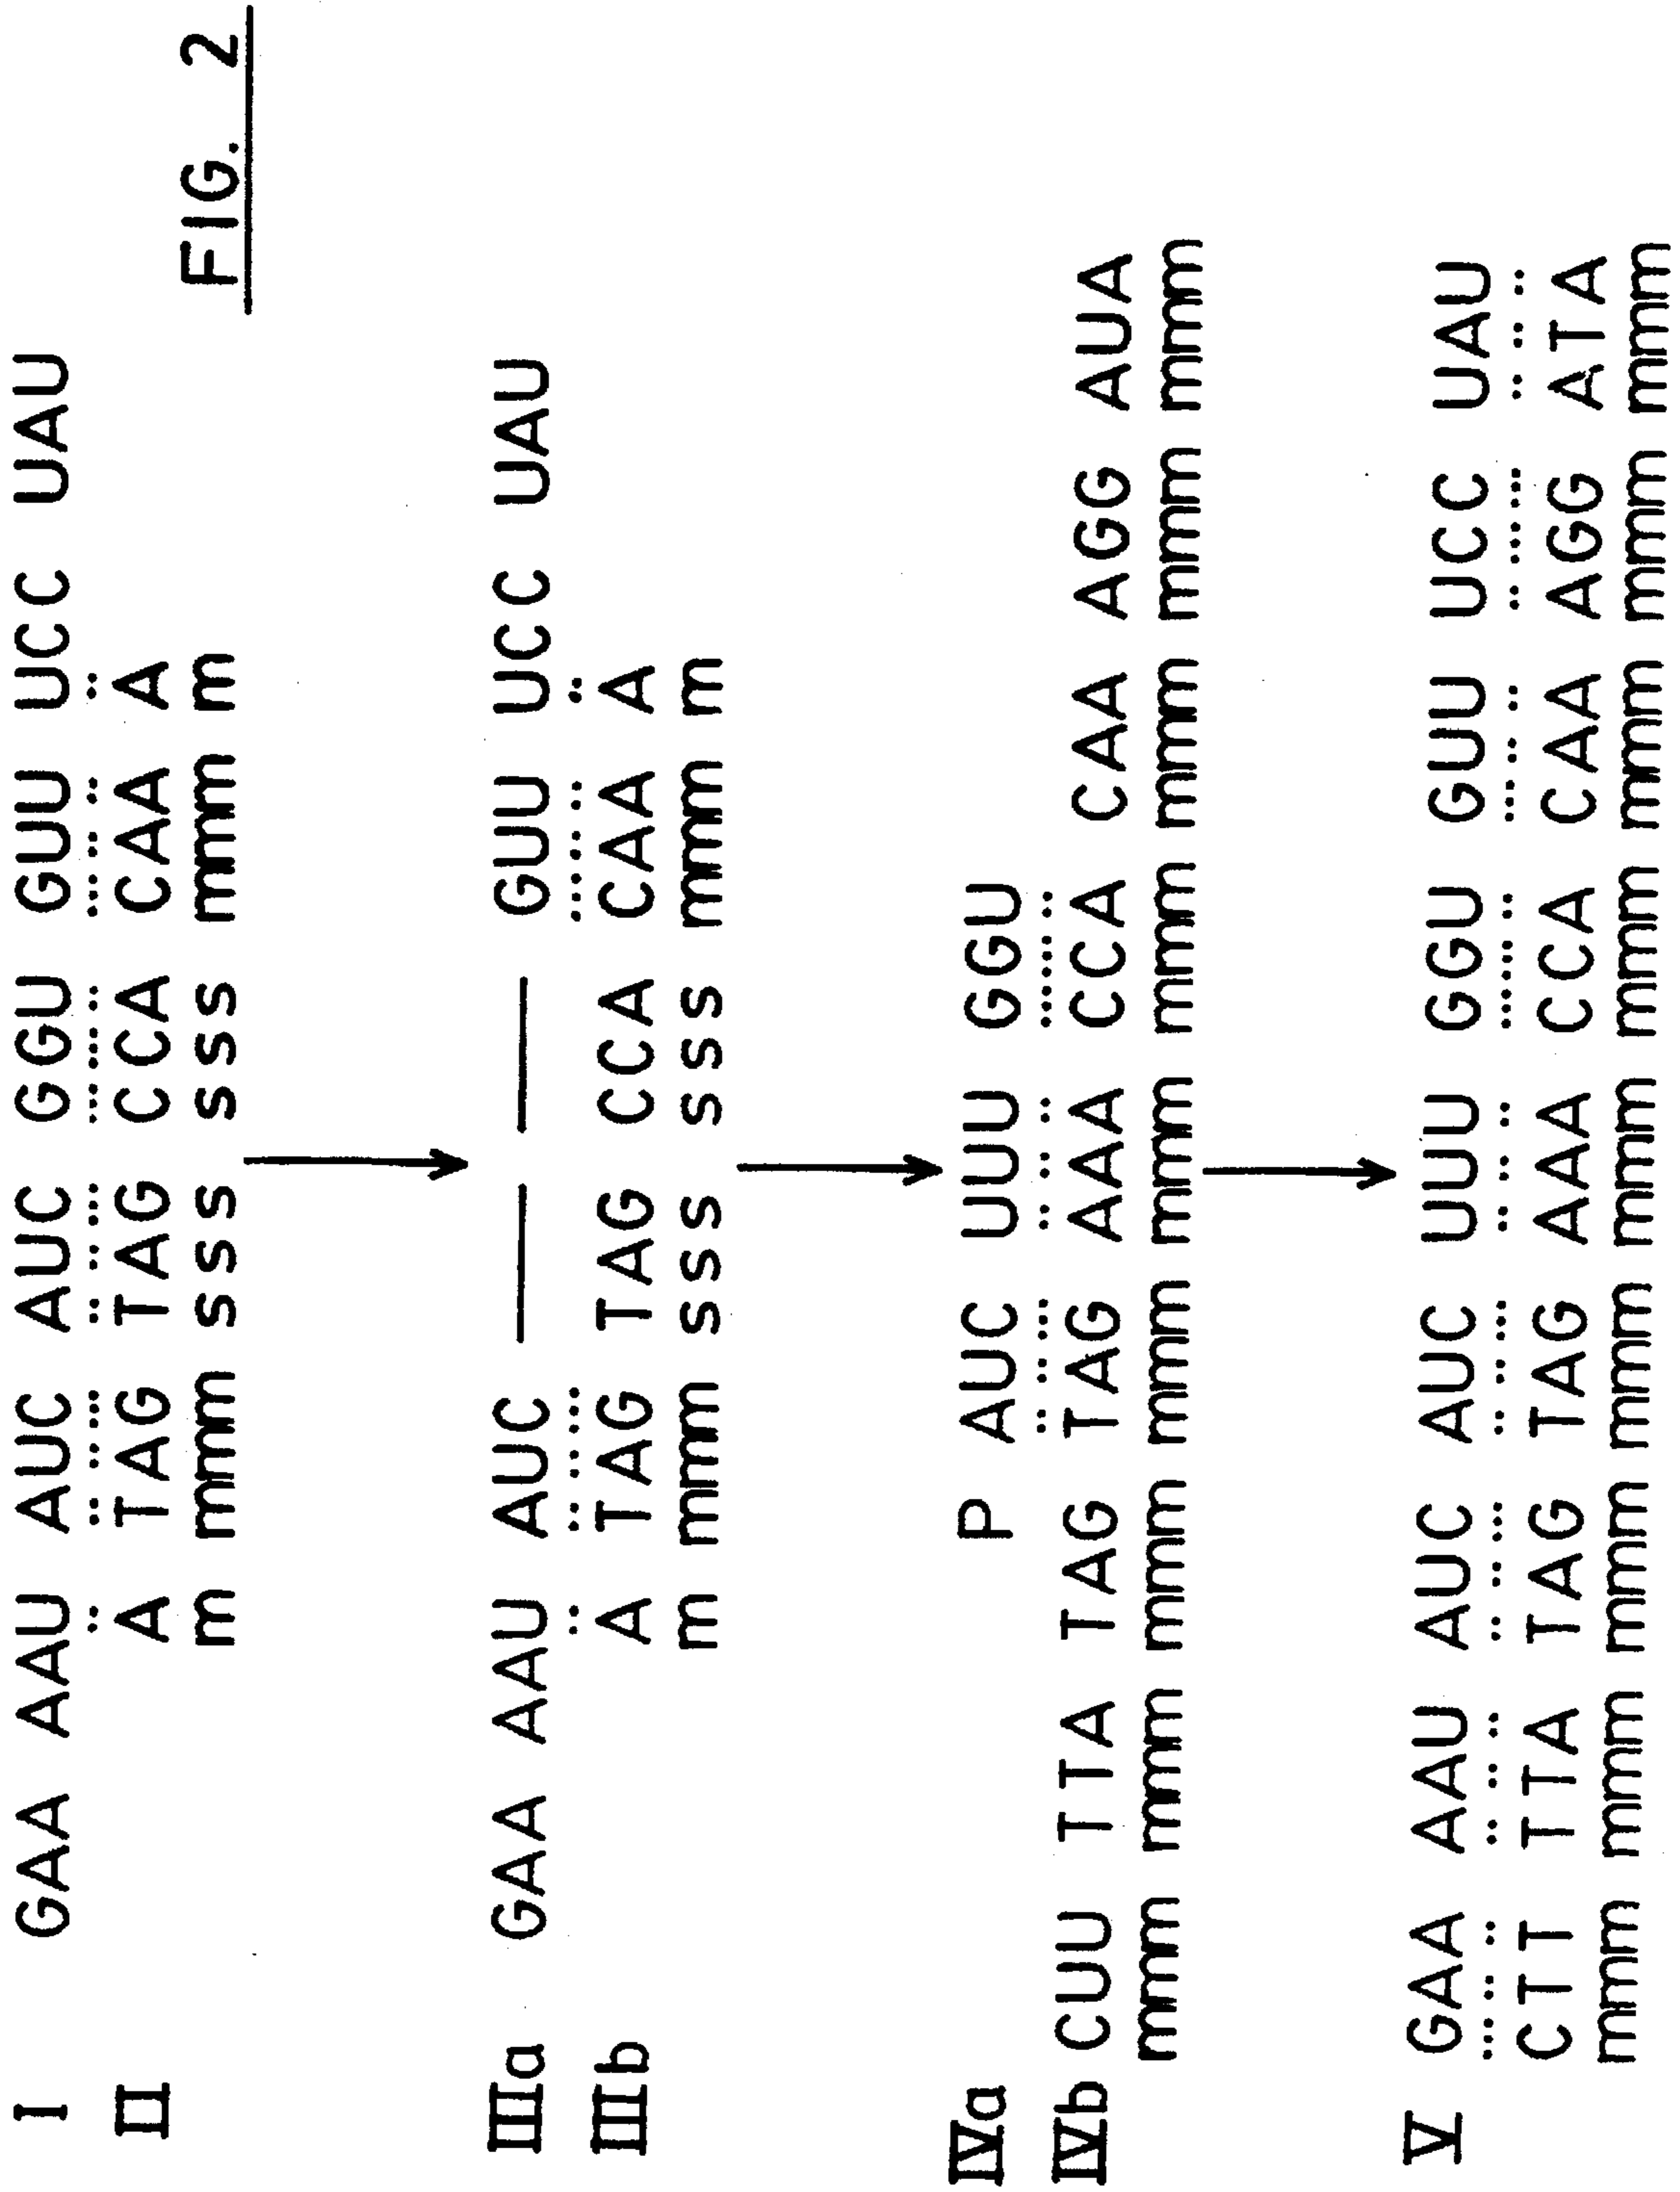 FIG. 2
I GAA AAU AUC AUC GGU GUU UCC UAU
II A TAG TAG CCA CAA A
m mmm sss sss mmm m
IIIa GAA AAU AUC — — GUU UCC UAU
IIIb A TAG TAG CCA CAA A
m mmm sss sss mmm m
IVa P AUC UUU GGU
IVb CUU TTA TAG TAG AAA CCA CAA AGG AUA
mmm mmm mmm mmm mmm mmm mmm mmm mmm
V GAA AAU AUC AUC UUU GGU GUU UCC UAU
CTT TTA TAG TAG AAA CCA CAA AGG ATA
mmm mmm mmm mmm mmm mmm mmm mmm mmm